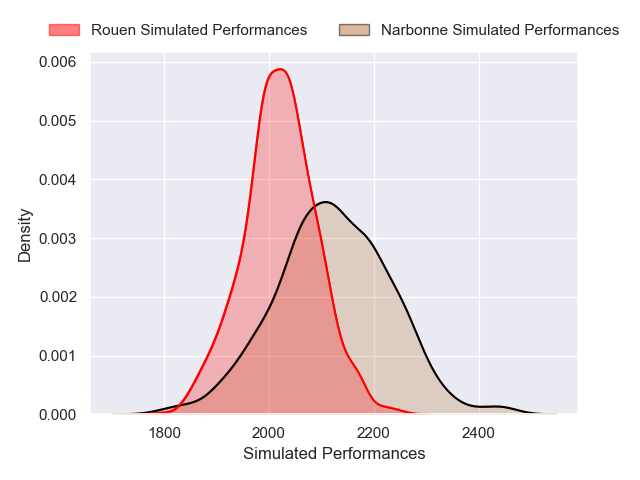 Rouen Simulated Performances Narbonne Simulated Performances
0.006
0.005
0.004
0.003
0.002
0.001
0.000
Density
1800 2000 2200 2400
Simulated Performances